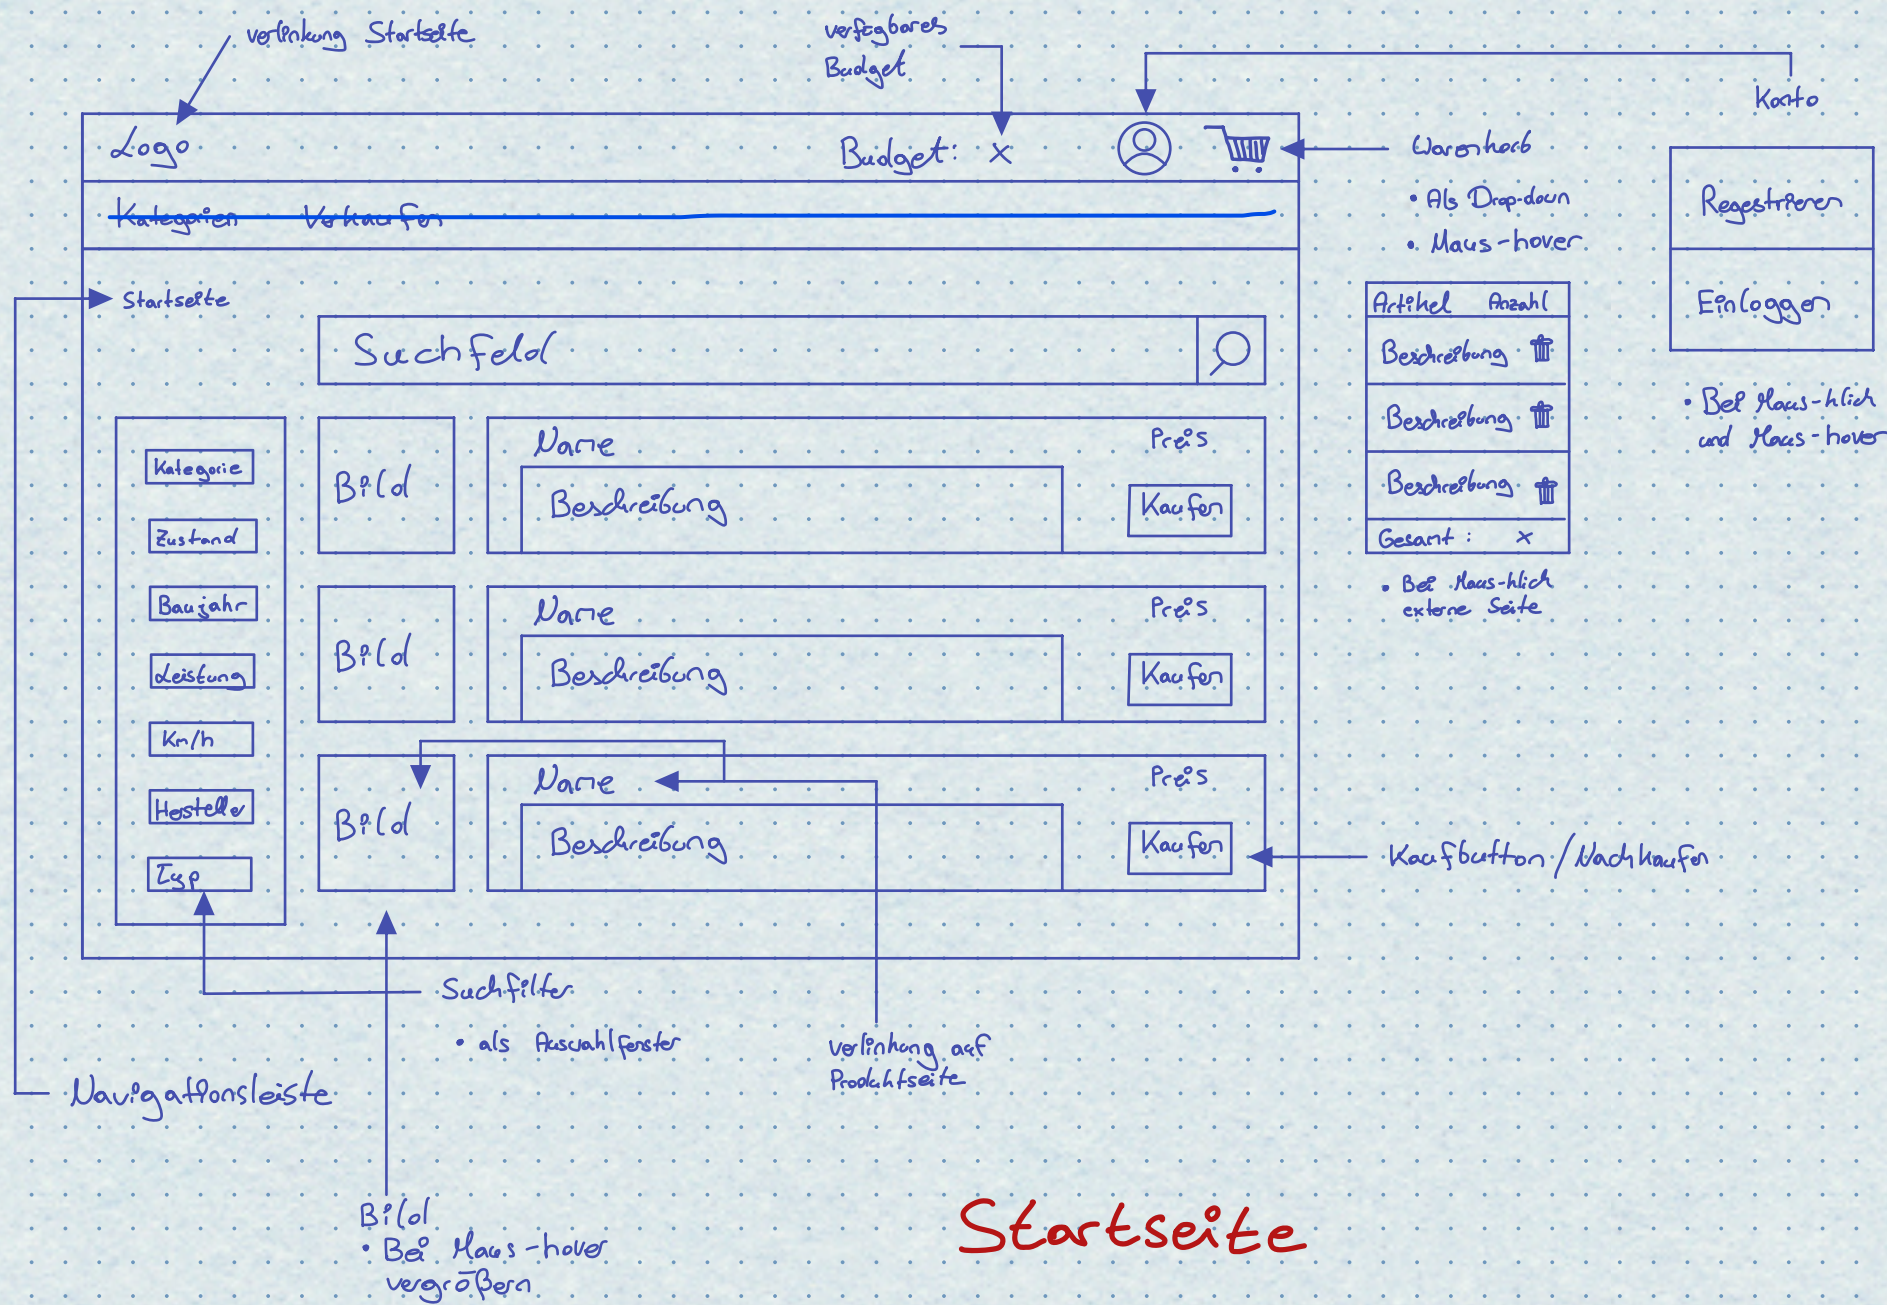 verlinkung Startseite
verfügbares
Budget
Konto
Logo
Budget: x
Warenkorb
• Als Drop-down
• Maus-hover
Kategorien Verkaufen
Regestrieren
Einloggen
• Bei Maus-klick
und Maus-hover
Startseite
Suchfeld
Artikel Anzahl
Beschreibung
Beschreibung
Beschreibung
Gesamt : x
• Bei Maus-klick
externe Seite
Kategorie
Zustand
Baujahr
Leistung
Km/h
Hersteller
Typ
Bild
Name
Preis
Beschreibung
Kaufen
Bild
Name
Preis
Beschreibung
Kaufen
Bild
Name
Preis
Beschreibung
Kaufen
Kaufbutton / Nachkaufen
Suchfilter
• als Auswahlfenster
verlinkung auf
Produktseite
Navigationsleiste
Bild
• Bei Maus-hover
vergrößern
Startseite